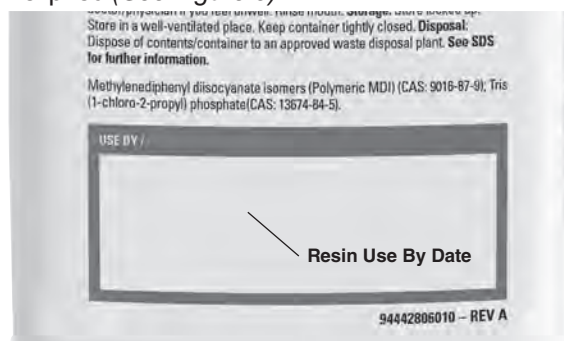 Store in a well-ventilated place. Keep container tightly closed. Disposal:
Dispose of contents/container to an approved waste disposal plant. See SDS
for further information.
Methylenediphenyl diisocyanate isomers (Polymeric MDI) (CAS: 9016-87-9); Tris
(1-chloro-2-propyl) phosphate(CAS: 13674-84-5).
USE BY /
Resin Use By Date
94442806010 – REV A